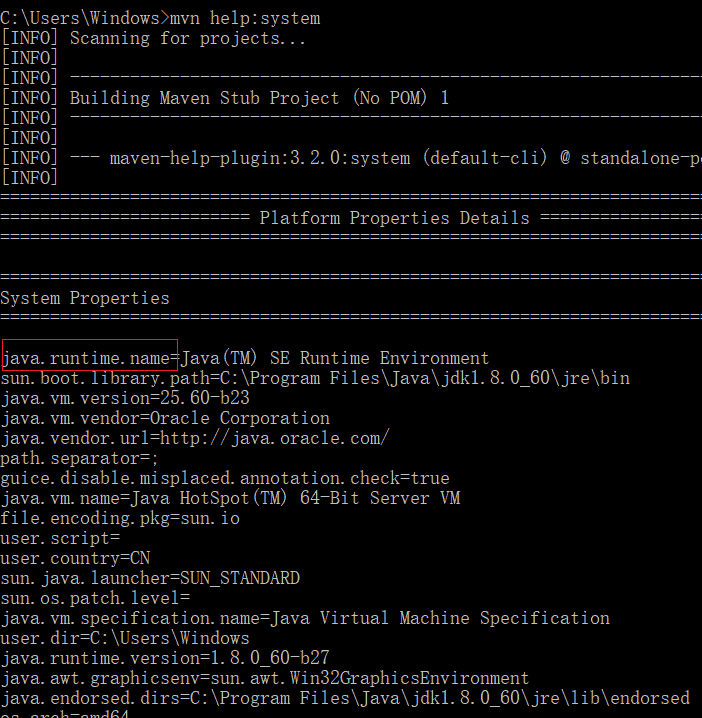 C:\Users\Windows>mvn help:system
[INFO] Scanning for projects...
[INFO]
[INFO] ------------------------------------------------------------------
[INFO] Building Maven Stub Project (No POM) 1
[INFO] ------------------------------------------------------------------
[INFO]
[INFO] --- maven-help-plugin:3.2.0:system (default-cli) @ standalone-po
[INFO]
=======================================================================
========================= Platform Properties Details =================
=======================================================================
=======================================================================
System Properties
=======================================================================
java.runtime.name=Java(TM) SE Runtime Environment
sun.boot.library.path=C:\Program Files\Java\jdk1.8.0_60\jre\bin
java.vm.version=25.60-b23
java.vm.vendor=Oracle Corporation
java.vendor.url=http://java.oracle.com/
path.separator=;
guice.disable.misplaced.annotation.check=true
java.vm.name=Java HotSpot(TM) 64-Bit Server VM
file.encoding.pkg=sun.io
user.script=
user.country=CN
sun.java.launcher=SUN_STANDARD
sun.os.patch.level=
java.vm.specification.name=Java Virtual Machine Specification
user.dir=C:\Users\Windows
java.runtime.version=1.8.0_60-b27
java.awt.graphicsenv=sun.awt.Win32GraphicsEnvironment
java.endorsed.dirs=C:\Program Files\Java\jdk1.8.0_60\jre\lib\endorsed
os.arch=amd64